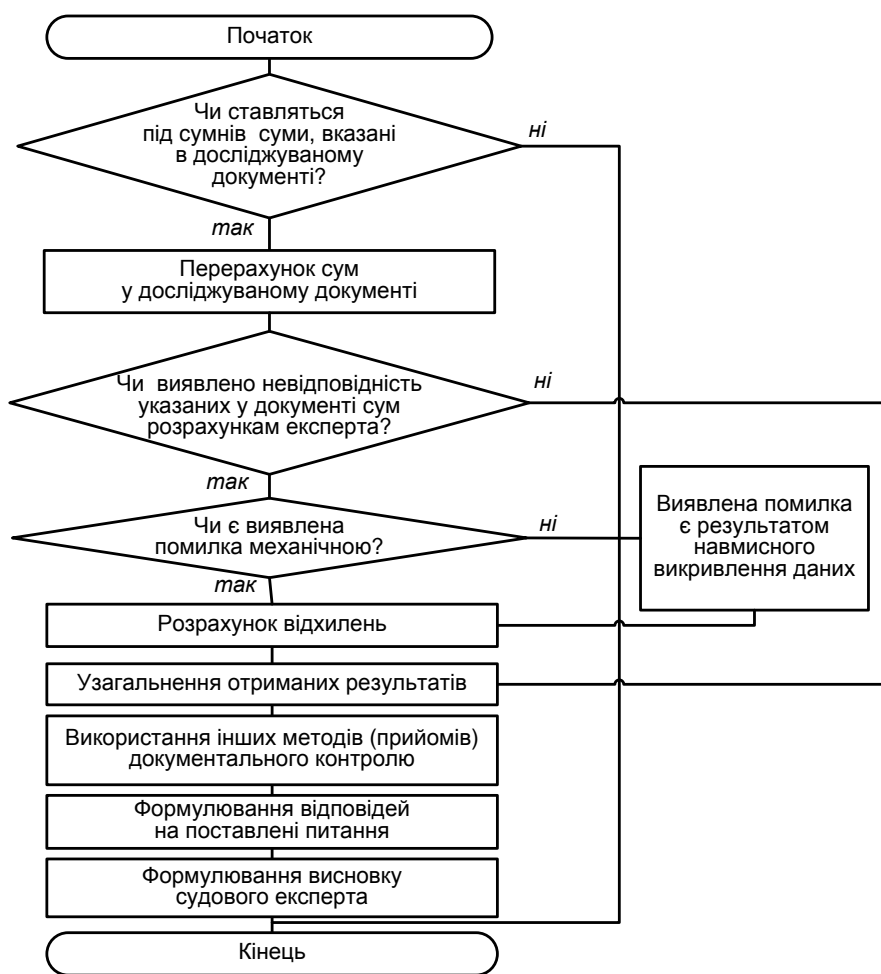 Початок
Чи ставляться
під сумнів суми, вказані
в досліджуваному
документі?
ні
так
Перерахунок сум
у досліджуваному документі
Чи виявлено невідповідність
указаних у документі сум
розрахункам експерта?
ні
так
Чи є виявлена
помилка механічною?
ні
Виявлена помилка
є результатом
навмисного
викривлення даних
так
Розрахунок відхилень
Узагальнення отриманих результатів
Використання інших методів (прийомів)
документального контролю
Формулювання відповідей
на поставлені питання
Формулювання висновку
судового експерта
Кінець